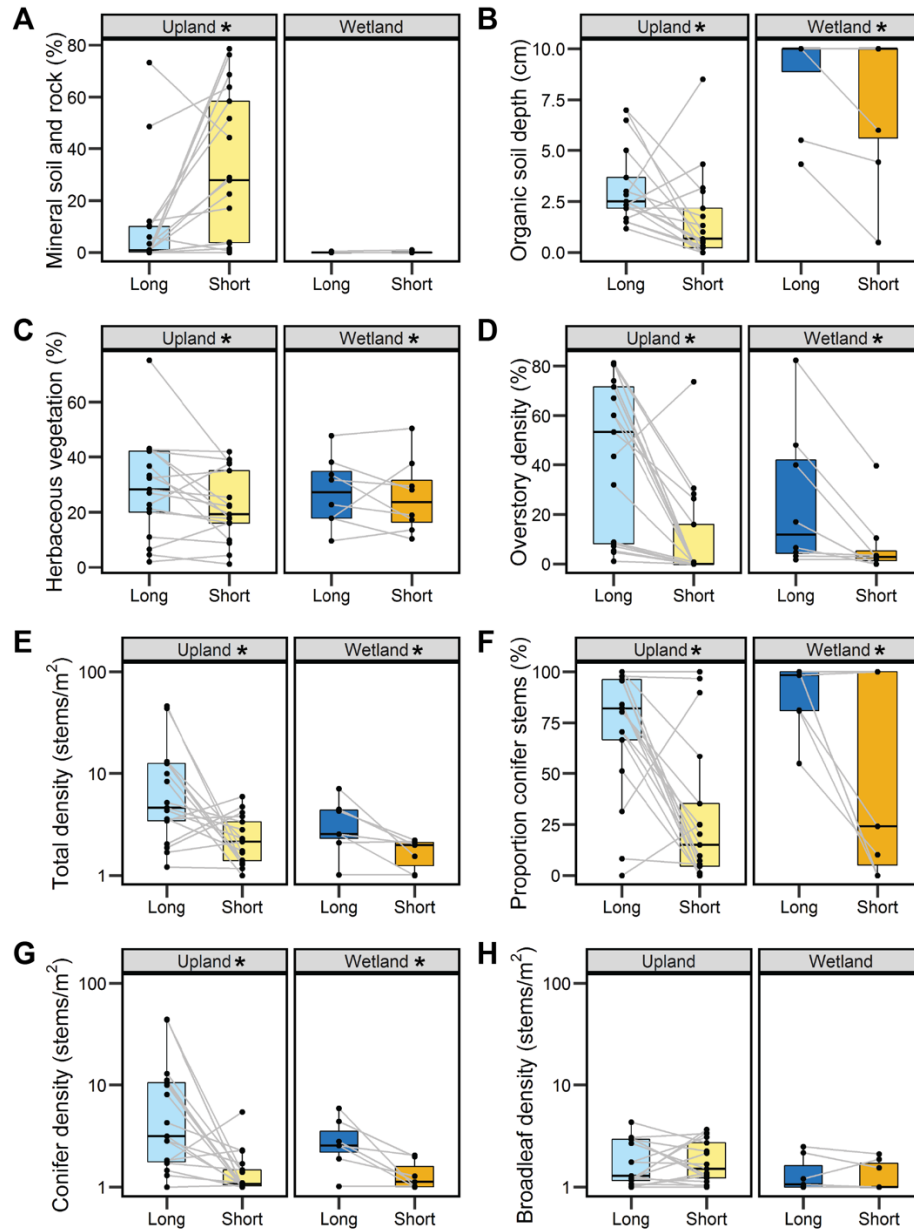 A
Upland *
Wetland
Mineral soil and rock (%)
80
60
40
20
0
Long
Short
Long
Short
B
Upland *
Wetland *
Organic soil depth (cm)
10.0
7.5
5.0
2.5
0.0
Long
Short
Long
Short
C
Upland *
Wetland *
Herbaceous vegetation (%)
60
40
20
0
Long
Short
Long
Short
D
Upland *
Wetland *
Overstory density (%)
80
60
40
20
0
Long
Short
Long
Short
E
Upland *
Wetland *
Total density (stems/m²)
100
10
1
Long
Short
Long
Short
F
Upland *
Wetland *
Proportion conifer stems (%)
100
75
50
25
0
Long
Short
Long
Short
G
Upland *
Wetland *
Conifer density (stems/m²)
100
10
1
Long
Short
Long
Short
H
Upland
Wetland
Broadleaf density (stems/m²)
100
10
1
Long
Short
Long
Short